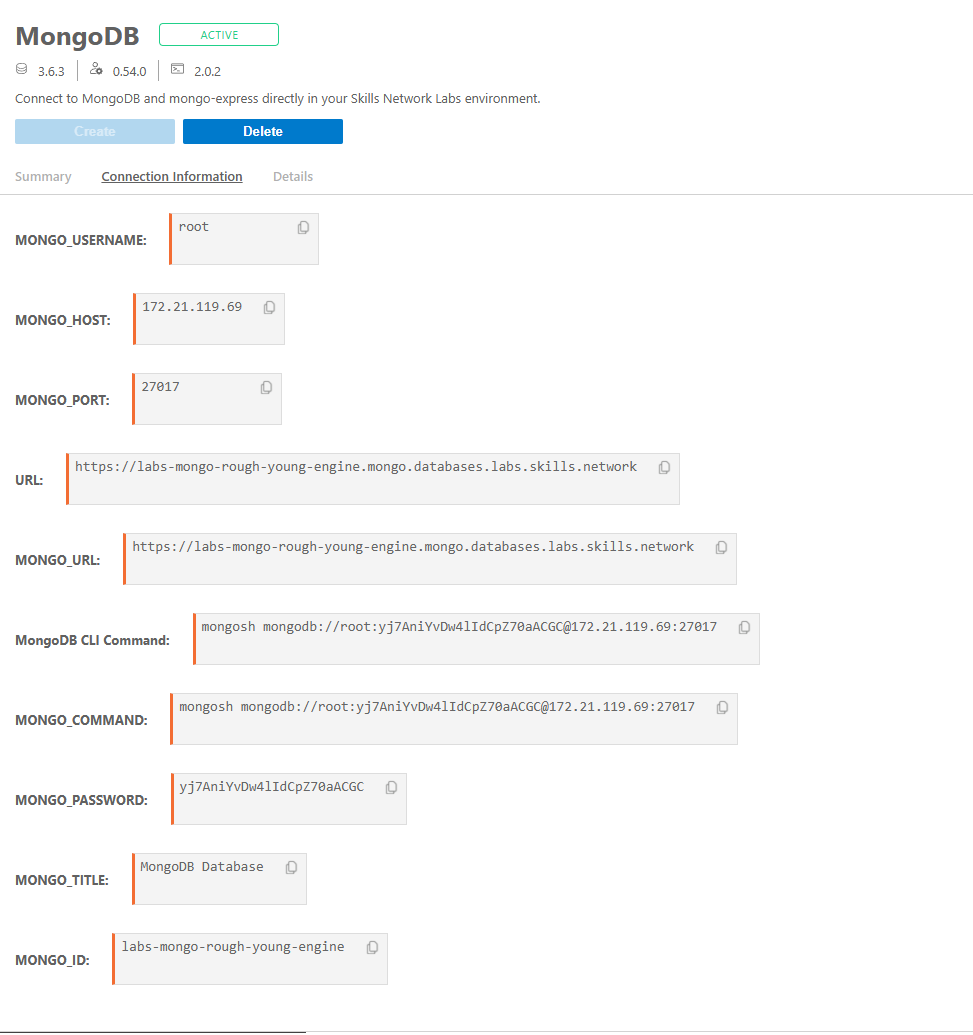 MongoDB ACTIVE
3.6.3 0.54.0 2.0.2
Connect to MongoDB and mongo-express directly in your Skills Network Labs environment.
Create Delete
Summary Connection Information Details
MONGO_USERNAME: root
MONGO_HOST: 172.21.119.69
MONGO_PORT: 27017
URL: https://labs-mongo-rough-young-engine.mongo.databases.labs.skills.network
MONGO_URL: https://labs-mongo-rough-young-engine.mongo.databases.labs.skills.network
MongoDB CLI Command: mongosh mongodb://root:yj7AniYvDw4lIdCpZ70aACGC@172.21.119.69:27017
MONGO_COMMAND: mongosh mongodb://root:yj7AniYvDw4lIdCpZ70aACGC@172.21.119.69:27017
MONGO_PASSWORD: yj7AniYvDw4lIdCpZ70aACGC
MONGO_TITLE: MongoDB Database
MONGO_ID: labs-mongo-rough-young-engine